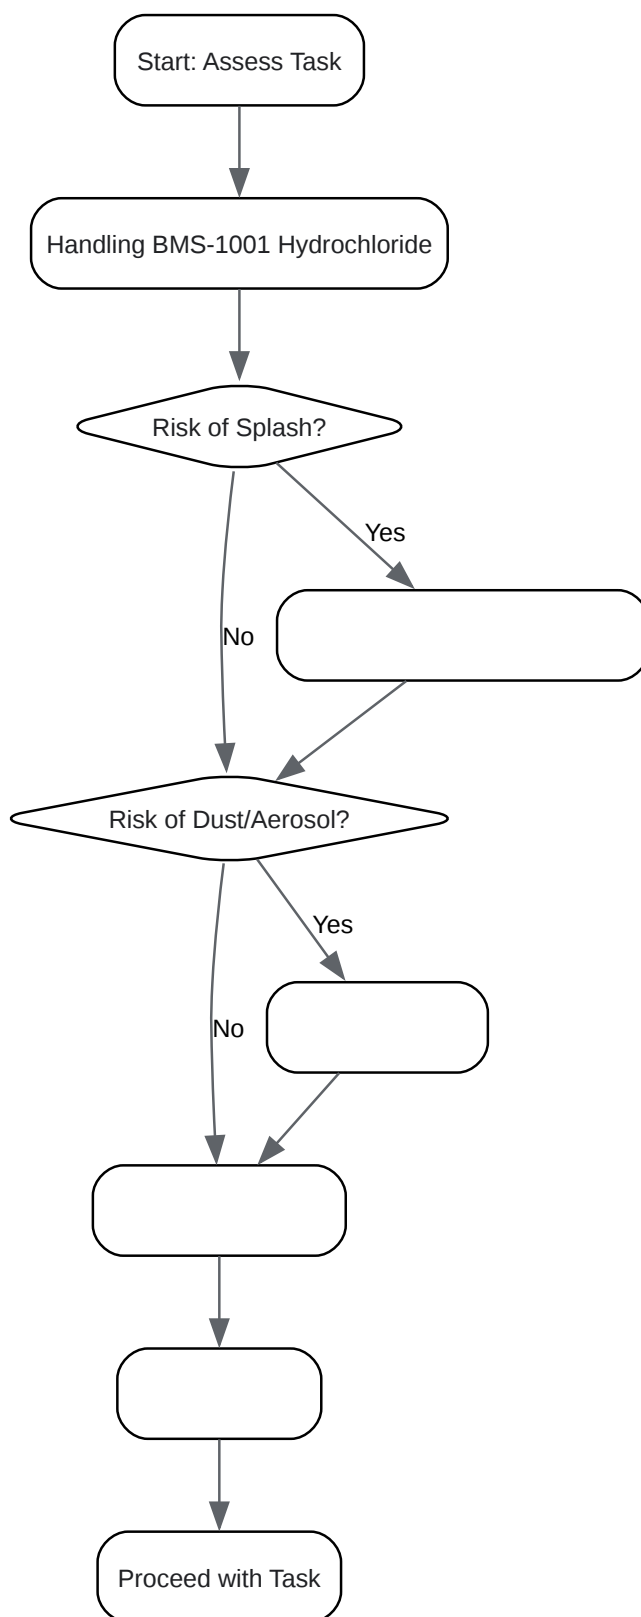 Start: Assess Task
Handling BMS-1001 Hydrochloride
Risk of Splash?
Yes
No
Risk of Dust/Aerosol?
Yes
No
Proceed with Task